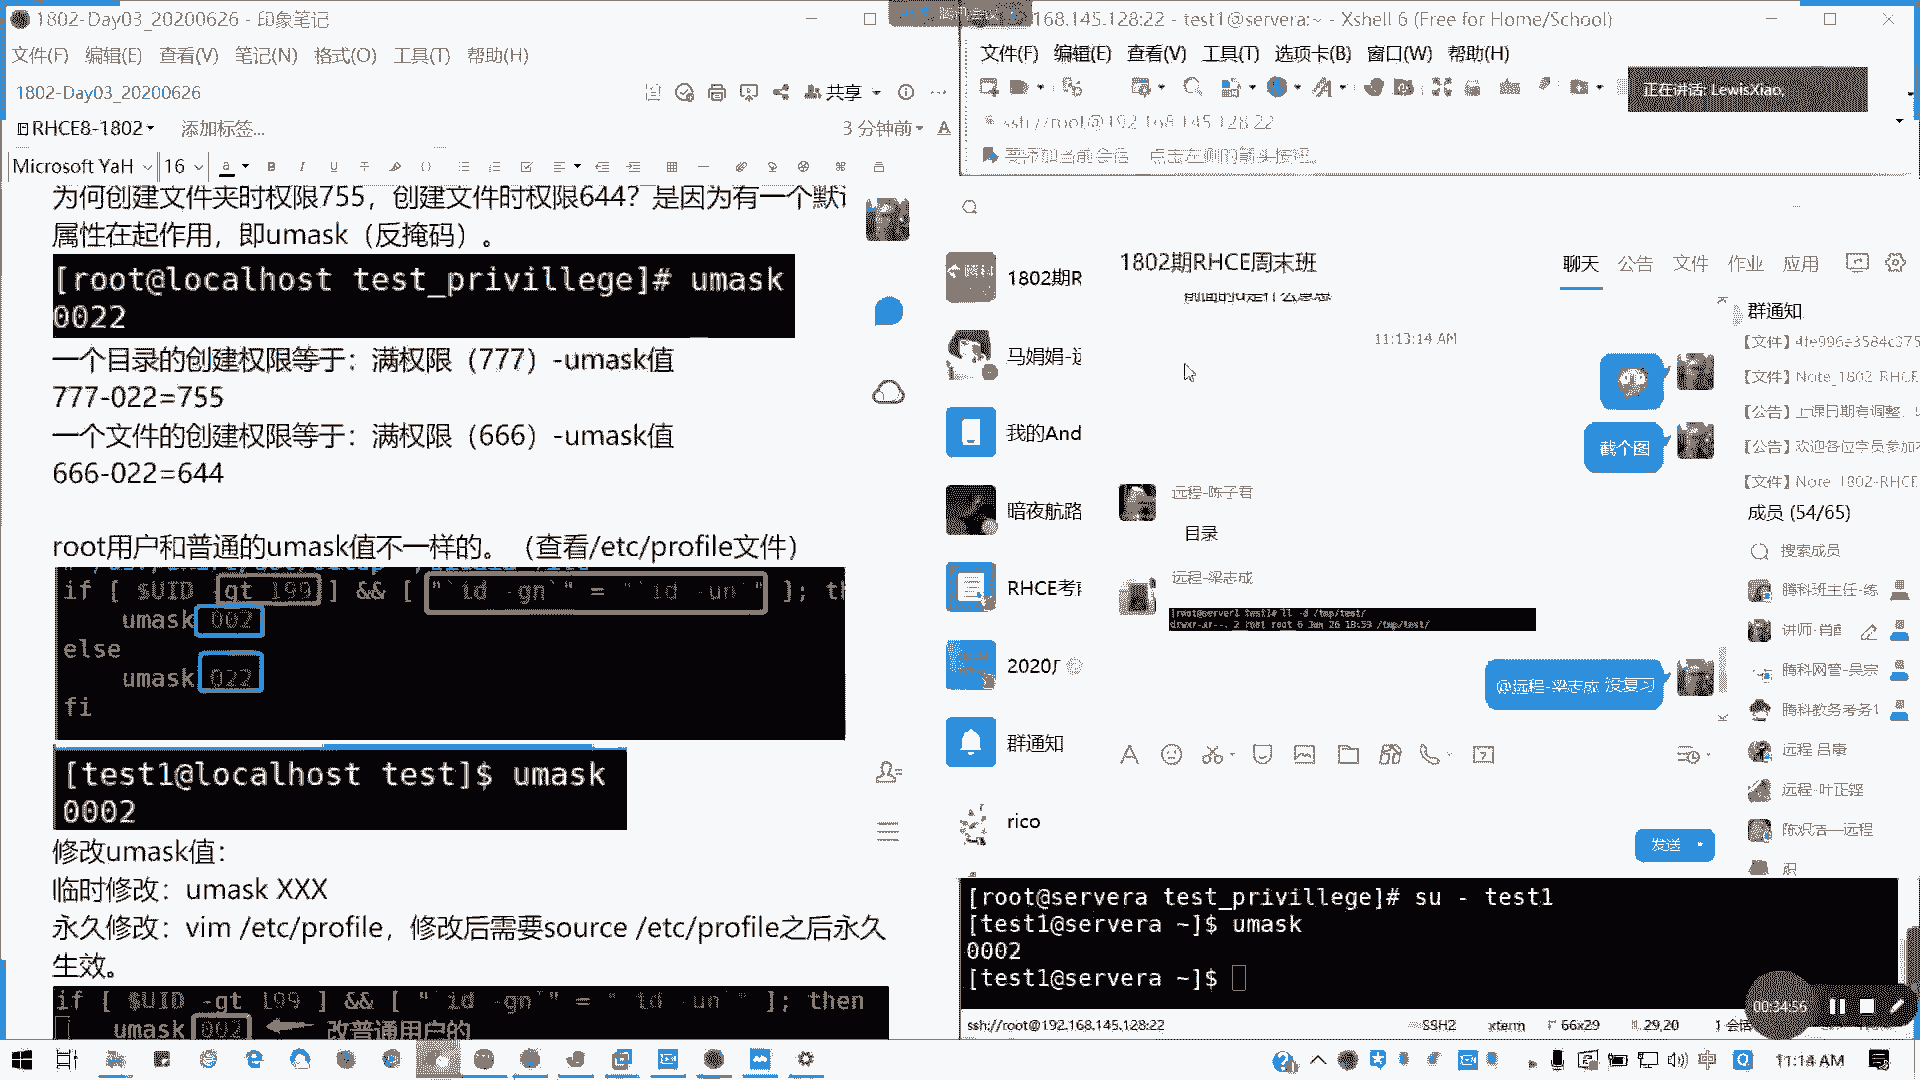 1802-Day03_20200626 - 印象笔记
文件(F) 编辑(E) 查看(V) 笔记(N) 格式(O) 工具(T) 帮助(H)
1802-Day03_20200626
共享
RHCE8-1802
添加标签...
3 分钟前
Microsoft YaH 16
为何创建文件夹时权限755，创建文件时权限644？是因为有一个默
属性在起作用，即umask（反掩码）。
[root@localhost test_privillege]# umask
0022
一个目录的创建权限等于：满权限（777）-umask值
777-022=755
一个文件的创建权限等于：满权限（666）-umask值
666-022=644
root用户和普通的umask值不一样的。（查看/etc/profile文件）
if [ $UID gt 199 ] && [ "`id -gn`" = "`id -un`" ]; th
umask 002
else
umask 022
fi
[test1@localhost test]$ umask
0002
修改umask值：
临时修改：umask XXX
永久修改：vim /etc/profile，修改后需要source /etc/profile之后永久
生效。
if [ $UID -gt 199 ] && [ "`id -gn`" = "`id -un`" ]; then
umask 002 改普通用户的
168.145.128:22 - test1@servera:~ - Xshell 6 (Free for Home/School)
文件(F) 编辑(E) 查看(V) 工具(T) 选项卡(B) 窗口(W) 帮助(H)
正在讲话: LewisXiao,
ssh://root@192.168.145.128:22
要添加当前会话，点击左侧的箭头按钮。
1802期R
马娟娟-远
我的And
暗夜航路
RHCE考前
2020广
群通知
rico
1802期RHCE周末班
聊天 公告 文件 作业 应用
前面的d是什么意思
11:13:14 AM
截个图
远程-陈子君
目录
远程-梁志成
@远程-梁志成 没复习
发送
群通知
【文件】4fe996e3584c375
【文件】Note_1802-RHCE
【公告】上课日期有调整，
【公告】欢迎各位学员参加
【文件】Note_1802-RHCE
成员 (54/65)
搜索成员
腾科班主任-练
讲师-肖
腾科网管-吴宗
腾科教务考务1
远程 吕康
远程-叶正铿
[root@servera test_privillege]# su - test1
[test1@servera ~]$ umask
0002
[test1@servera ~]$
ssh://root@192.168.145.128:22
SSH2
xterm
66x29
29,20
1 会话
00:34:56
11:14 AM